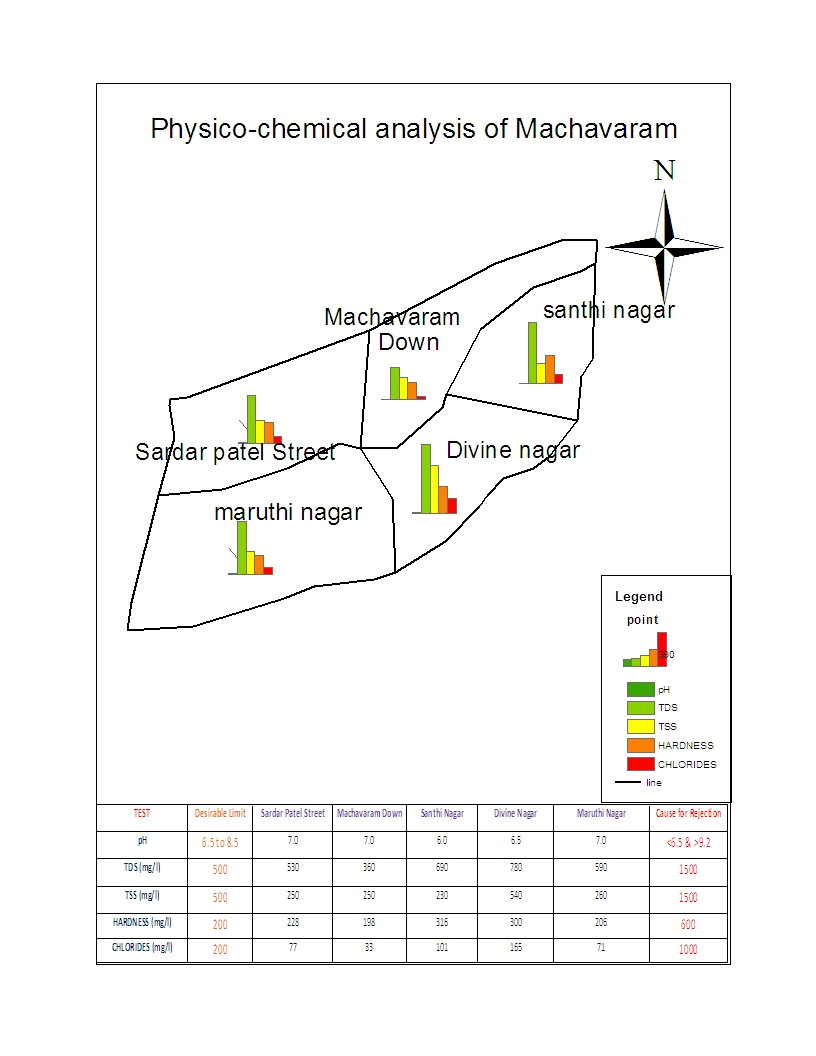 Physico-chemical analysis of Machavaram
N
Machavaram
Down
santhi nagar
Sardar patel Street
Divine nagar
maruthi nagar
Legend
point
pH
TDS
TSS
HARDNESS
CHLORIDES
line
TEST Desirable Limit Sardar Patel Street Machavaram Down Santhi Nagar Divine Nagar Maruthi Nagar Cause for Rejection
pH 6.5 to 8.5 7.0 7.0 6.0 6.5 7.0 <6.5 & >9.2
TDS (mg/l) 500 530 360 690 780 590 1500
TSS (mg/l) 500 250 250 230 540 260 1500
HARDNESS (mg/l) 200 228 198 316 300 206 600
CHLORIDES (mg/l) 200 77 33 101 165 71 1000